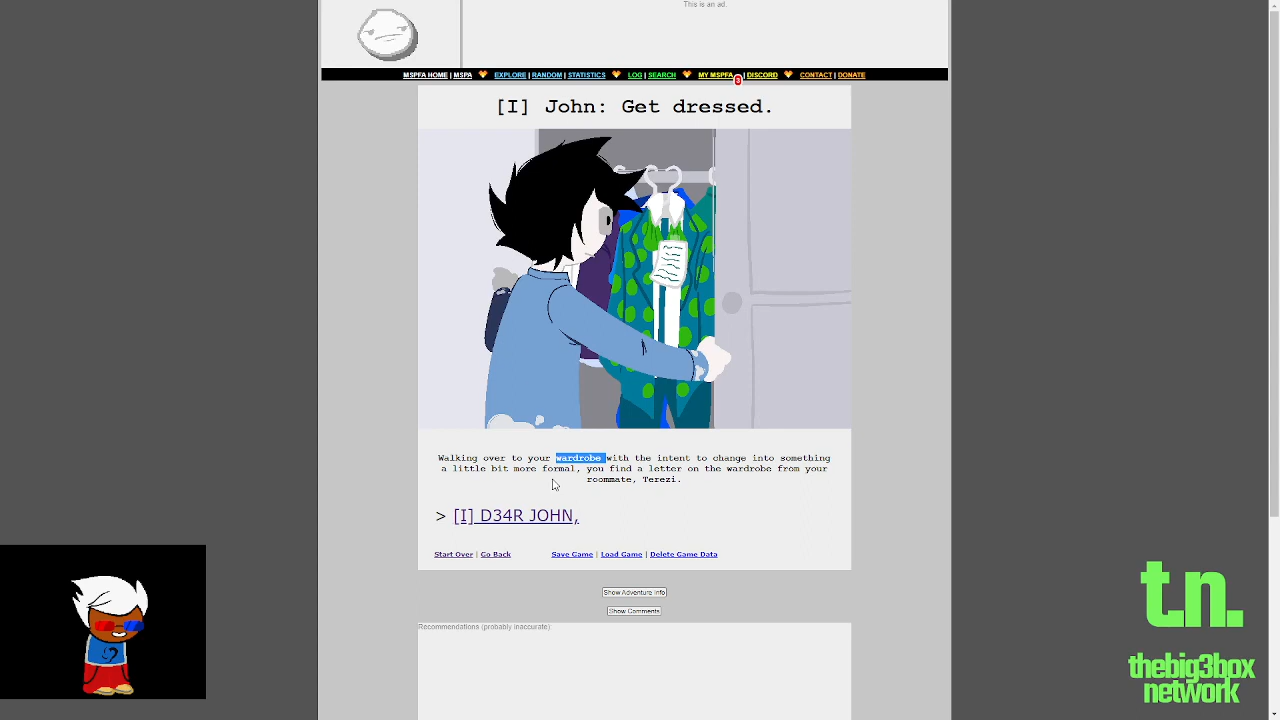 This is an ad.
MSPFA HOME | MSPA EXPLORE | RANDOM | STATISTICS LOG | SEARCH MY MSPFA 3 | DISCORD CONTACT | DONATE
[I] John: Get dressed.
Walking over to your wardrobe with the intent to change into something
a little bit more formal, you find a letter on the wardrobe from your
roommate, Terezi.
> [I] D34R JOHN,
Start Over | Go Back Save Game | Load Game | Delete Game Data
Show Adventure Info
Show Comments
Recommendations (probably inaccurate):
t.n.
thebig3box
network